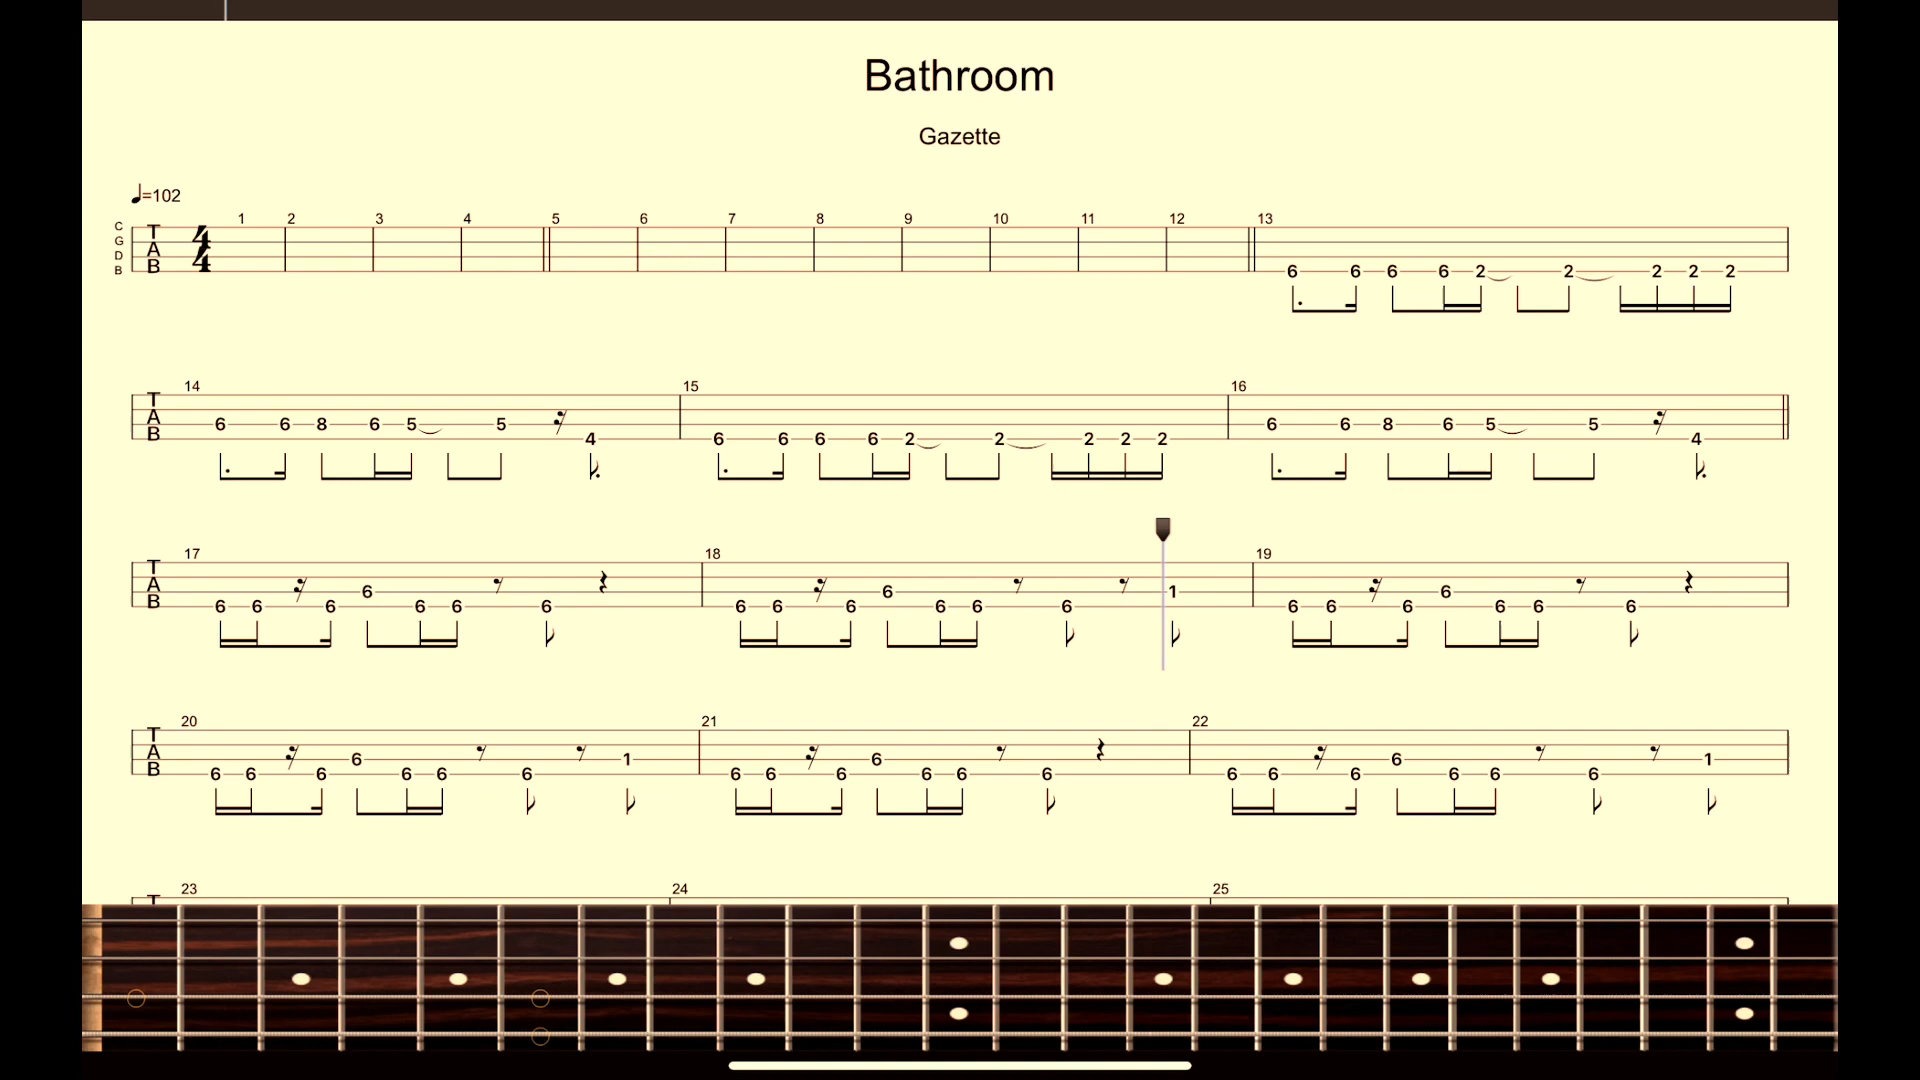 Bathroom
Gazette
♩=102
1 2 3 4 5 6 7 8 9 10 11 12 13
C
G
D
B
T
A
B
4
4
6 6 6 6 2 2 2 2 2
14 15 16
T
A
B
6 6 8 6 5 5 4 6 6 6 6 2 2 2 2 2 6 6 8 6 5 5 4
17 18 19
T
A
B
6 6 6 6 6 6 6 6 6 6 6 6 6 6 1 6 6 6 6 6 6 6
20 21 22
T
A
B
6 6 6 6 6 6 6 1 6 6 6 6 6 6 6 6 6 6 6 6 6 6 1
23 24 25
T